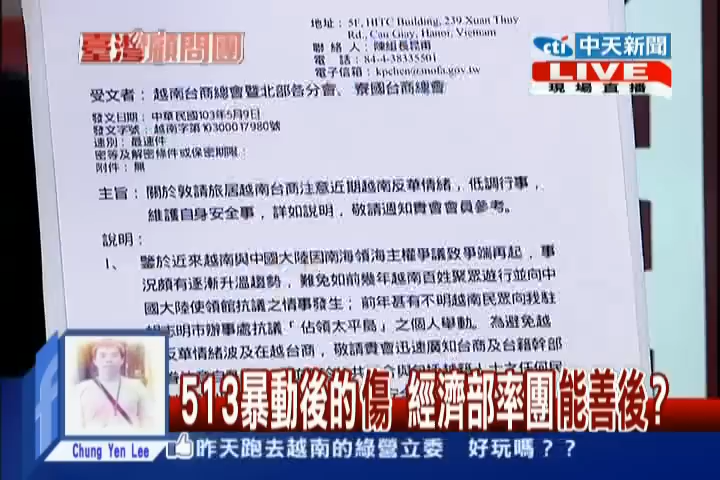 臺灣顧問團
地址： 5F, HITC Building, 239 Xuan Thuy
Rd., Cau Giay, Hanoi, Vietnam
聯 絡 人： 陳組長昆甫
電 話： 84-4-38335501
電子信箱： kpchen@mofa.gov.tw
cti 中天新聞
LIVE
現場直播
受文者： 越南台商總會暨北部各分會、寮國台商總會
發文日期： 中華民國103年5月9日
發文字號： 越南字第10300017980號
速別： 最速件
密等及解密條件或保密期限：
附件： 無
主旨： 關於敦請旅居越南台商注意近期越南反華情緒，低調行事，
維護自身安全事，詳如說明，敬請週知貴會會員參考。
說明：
1、 鑒於近來越南與中國大陸因南海領海主權爭議致爭端再起，事
況頗有逐漸升溫趨勢，難免如前幾年越南百姓聚眾遊行並向中
國大陸使領館抗議之情事發生；前年甚有不明越南民眾向我駐
胡志明市辦事處抗議「佔領太平島」之個人舉動。為避免越
反華情緒波及在越台商，敬請貴會迅速廣知台商及台籍幹部
513暴動後的傷 經濟部率團能善後？
Chung Yen Lee
昨天跑去越南的綠營立委 好玩嗎？？